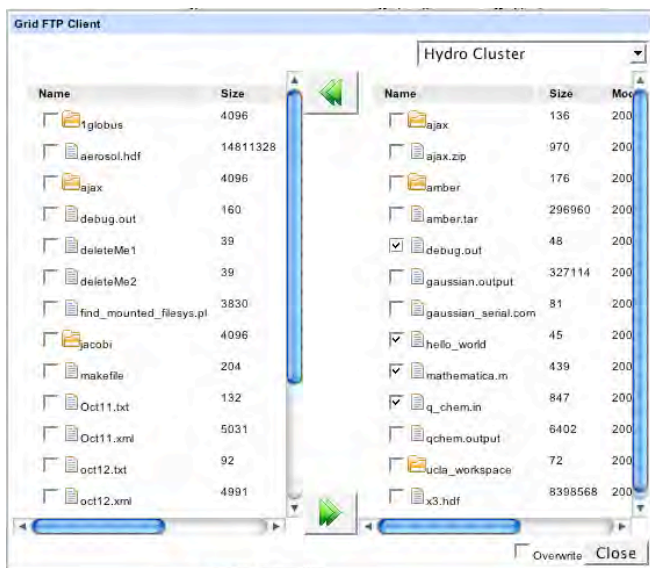 Grid FTP Client
Hydro Cluster
Name Size
1globus 4096
aerosol.hdf 14811328
ajax 4096
debug.out 160
deleteMe1 39
deleteMe2 39
find_mounted_filesys.pl 3830
jacobi 4096
makefile 204
Oct11.txt 132
Oct11.xml 5031
oct12.txt 92
oct12.xml 4991
Name Size Moc
ajax 136 200
ajax.zip 970 200
amber 176 200
amber.tar 296960 200
debug.out 48 200
gaussian.output 327114 200
gaussian_serial.com 81 200
hello_world 45 200
mathematica.m 439 200
q_chem.in 847 200
qchem.output 6402 200
ucla_workspace 72 200
x3.hdf 8398568 200
Overwrite Close